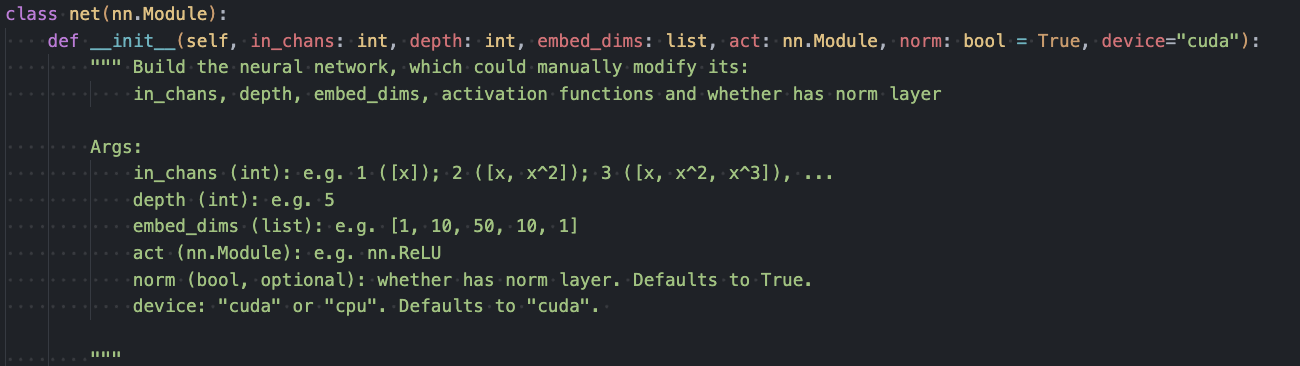 class net(nn.Module):
def __init__(self, in_chans: int, depth: int, embed_dims: list, act: nn.Module, norm: bool = True, device="cuda"):
""" Build the neural network, which could manually modify its:
in_chans, depth, embed_dims, activation functions and whether has norm layer
Args:
in_chans (int): e.g. 1 ([x]); 2 ([x, x^2]); 3 ([x, x^2, x^3]), ...
depth (int): e.g. 5
embed_dims (list): e.g. [1, 10, 50, 10, 1]
act (nn.Module): e.g. nn.ReLU
norm (bool, optional): whether has norm layer. Defaults to True.
device: "cuda" or "cpu". Defaults to "cuda".
"""